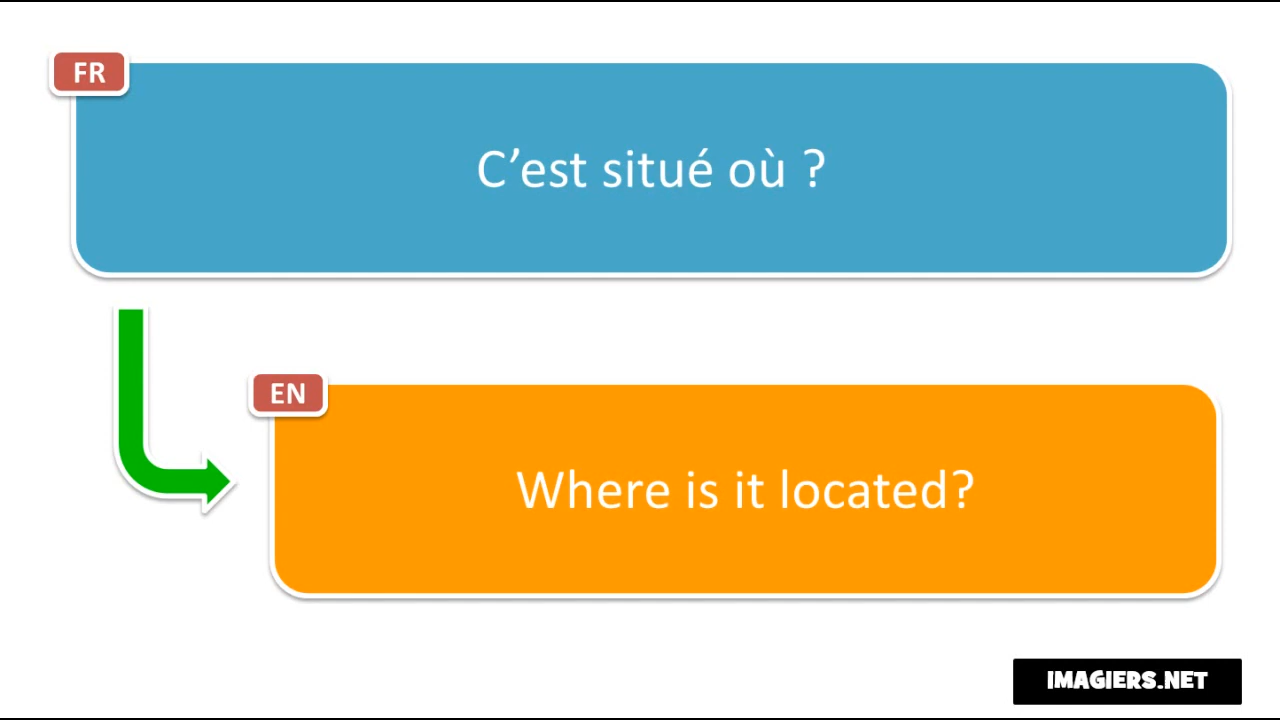 FR
C’est situé où ?
EN
Where is it located?
IMAGIERS.NET